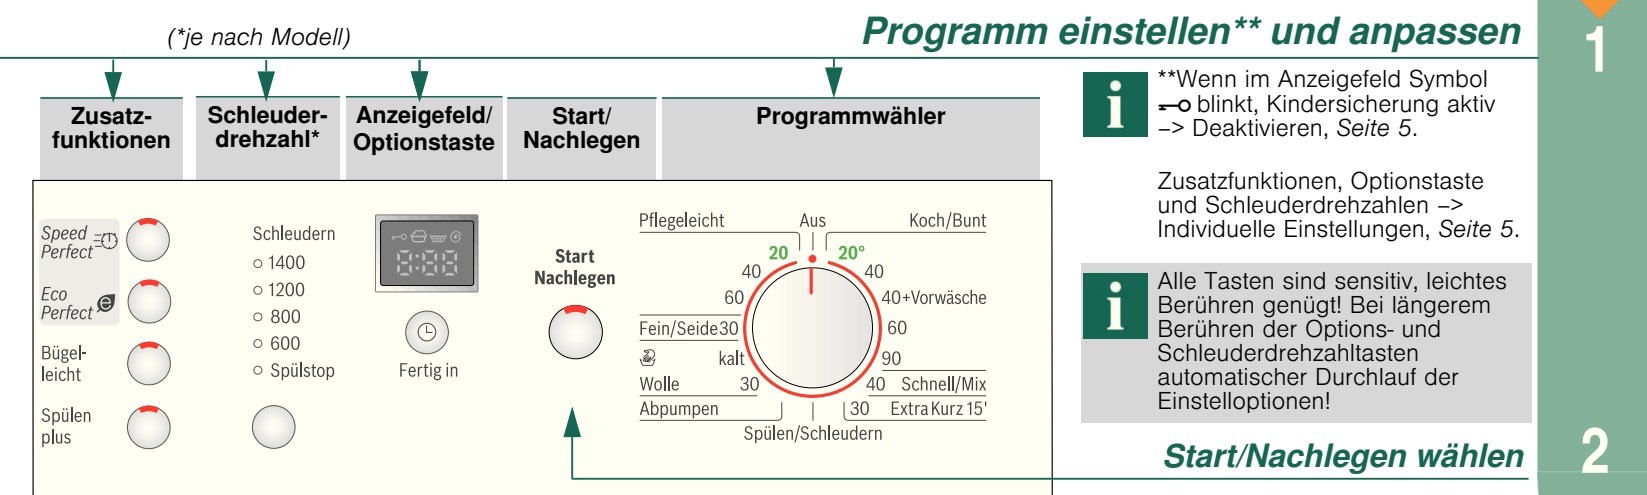 (*je nach Modell)
Programm einstellen** und anpassen
1
Zusatz-
funktionen
Schleuder-
drehzahl*
Anzeigefeld/
Optionstaste
Start/
Nachlegen
Programmwähler
Speed
Perfect
Eco
Perfect
Bügel-
leicht
Spülen
plus
Schleudern
1400
1200
800
600
Spülstop
8:88
Fertig in
Start
Nachlegen
Pflegeleicht
Aus
Koch/Bunt
20
20°
40
40
60
40+Vorwäsche
Fein/Seide30
60
kalt
90
Wolle 30
40 Schnell/Mix
Abpumpen
30 Extra Kurz 15'
Spülen/Schleudern
**Wenn im Anzeigefeld Symbol
blinkt, Kindersicherung aktiv
–> Deaktivieren, Seite 5.
Zusatzfunktionen, Optionstaste
und Schleuderdrehzahlen –>
Individuelle Einstellungen, Seite 5.
Alle Tasten sind sensitiv, leichtes
Berühren genügt! Bei längerem
Berühren der Options- und
Schleuderdrehzahltasten
automatischer Durchlauf der
Einstelloptionen!
Start/Nachlegen wählen
2